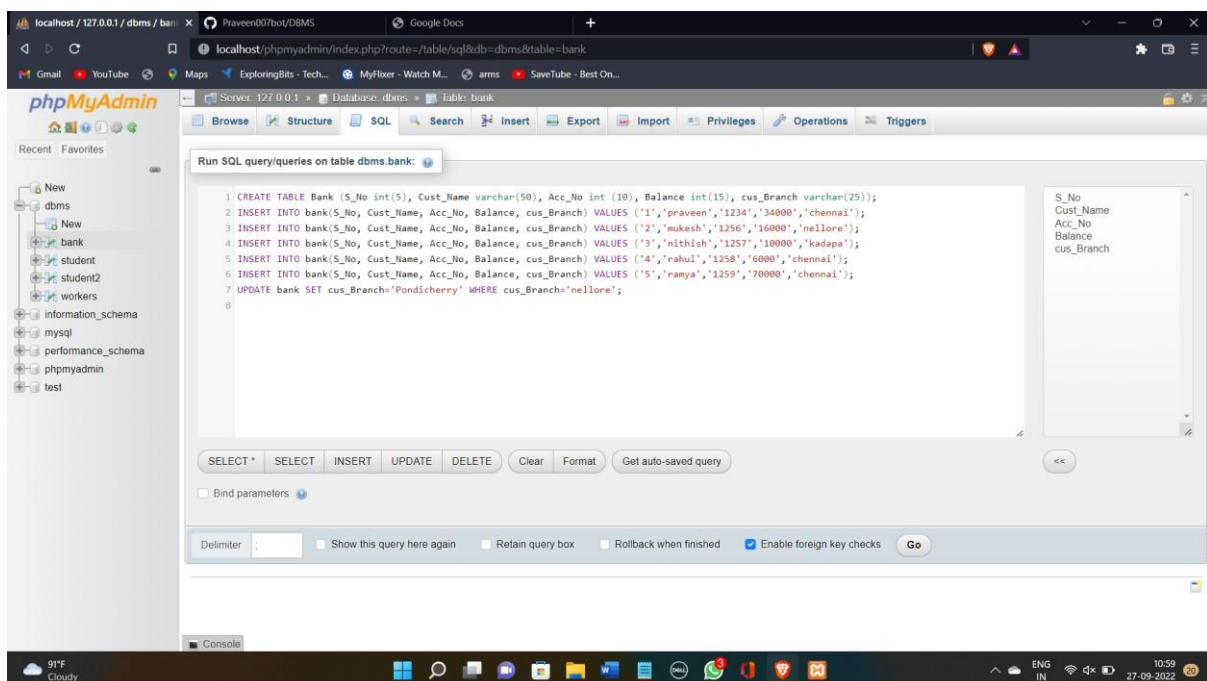 localhost / 127.0.0.1 / dbms / ban
Praveen007bot/DBMS
Google Docs
localhost/phpmyadmin/index.php?route=/table/sql&db=dbms&table=bank
Gmail YouTube Maps ExploringBits - Tech... MyFlixer - Watch M... arms SaveTube - Best On...
phpMyAdmin
Recent Favorites
New
dbms
New
bank
student
student2
workers
information_schema
mysql
performance_schema
phpmyadmin
test
Server: 127.0.0.1 » Database: dbms » Table: bank
Browse Structure SQL Search Insert Export Import Privileges Operations Triggers
Run SQL query/queries on table dbms.bank:
1 CREATE TABLE Bank (S_No int(5), Cust_Name varchar(50), Acc_No int (10), Balance int(15), cus_Branch varchar(25));
2 INSERT INTO bank(S_No, Cust_Name, Acc_No, Balance, cus_Branch) VALUES ('1','praveen','1234','34000','chennai');
3 INSERT INTO bank(S_No, Cust_Name, Acc_No, Balance, cus_Branch) VALUES ('2','mukesh','1256','16000','nellore');
4 INSERT INTO bank(S_No, Cust_Name, Acc_No, Balance, cus_Branch) VALUES ('3','nithish','1257','10000','kadapa');
5 INSERT INTO bank(S_No, Cust_Name, Acc_No, Balance, cus_Branch) VALUES ('4','rahul','1258','6000','chennai');
6 INSERT INTO bank(S_No, Cust_Name, Acc_No, Balance, cus_Branch) VALUES ('5','ramya','1259','70000','chennai');
7 UPDATE bank SET cus_Branch='Pondicherry' WHERE cus_Branch='nellore';
8
S_No
Cust_Name
Acc_No
Balance
cus_Branch
SELECT * SELECT INSERT UPDATE DELETE Clear Format Get auto-saved query <<
Bind parameters
Delimiter ; Show this query here again Retain query box Rollback when finished Enable foreign key checks Go
Console
91°F
Cloudy
DELL
3
ENG
IN
10:59
27-09-2022
20